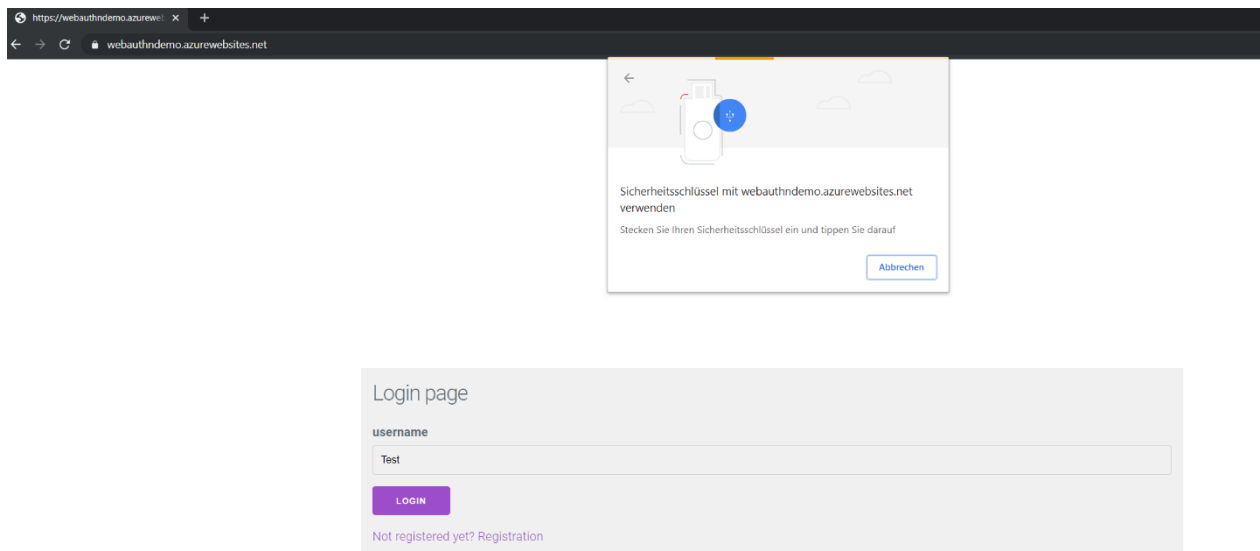 https://webauthndemo.azureweb
webauthndemo.azurewebsites.net
Sicherheitsschlüssel mit webauthndemo.azurewebsites.net
verwenden
Stecken Sie Ihren Sicherheitsschlüssel ein und tippen Sie darauf
Abbrechen
Login page
username
Test
LOGIN
Not registered yet? Registration